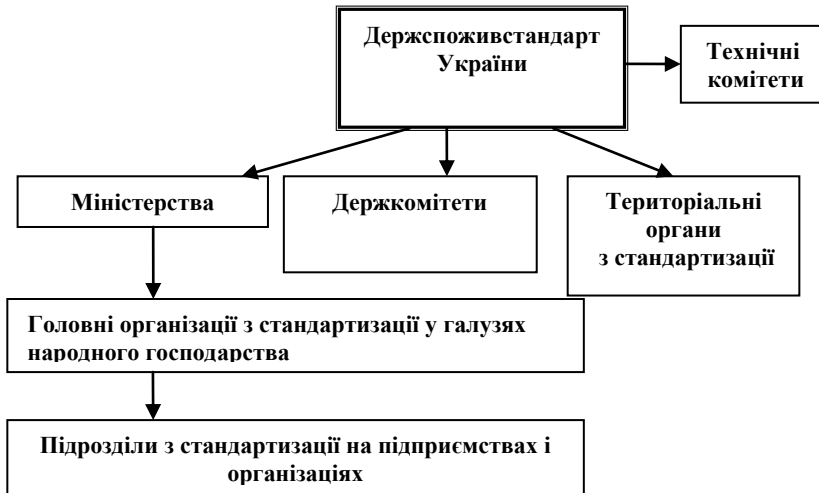 Держспоживстандарт
України
Технічні
комітети
Міністерства
Держкомітети
Територіальні
органи
з стандартизації
Головні організації з стандартизації у галузях
народного господарства
Підрозділи з стандартизації на підприємствах і
організаціях